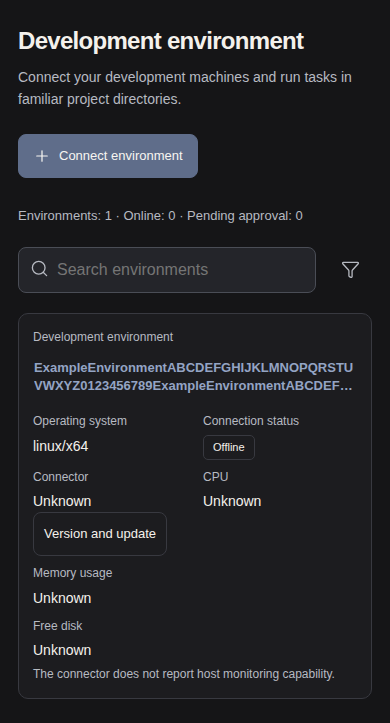 Development environment
Connect your development machines and run tasks in
familiar project directories.
Connect environment
Environments: 1 · Online: 0 · Pending approval: 0
Search environments
Development environment
ExampleEnvironmentABCDEFGHIJKLMNOPQRSTU
VWXYZ0123456789ExampleEnvironmentABCDEF…
Operating system
linux/x64
Connection status
Offline
Connector
Unknown
Version and update
CPU
Unknown
Memory usage
Unknown
Free disk
Unknown
The connector does not report host monitoring capability.